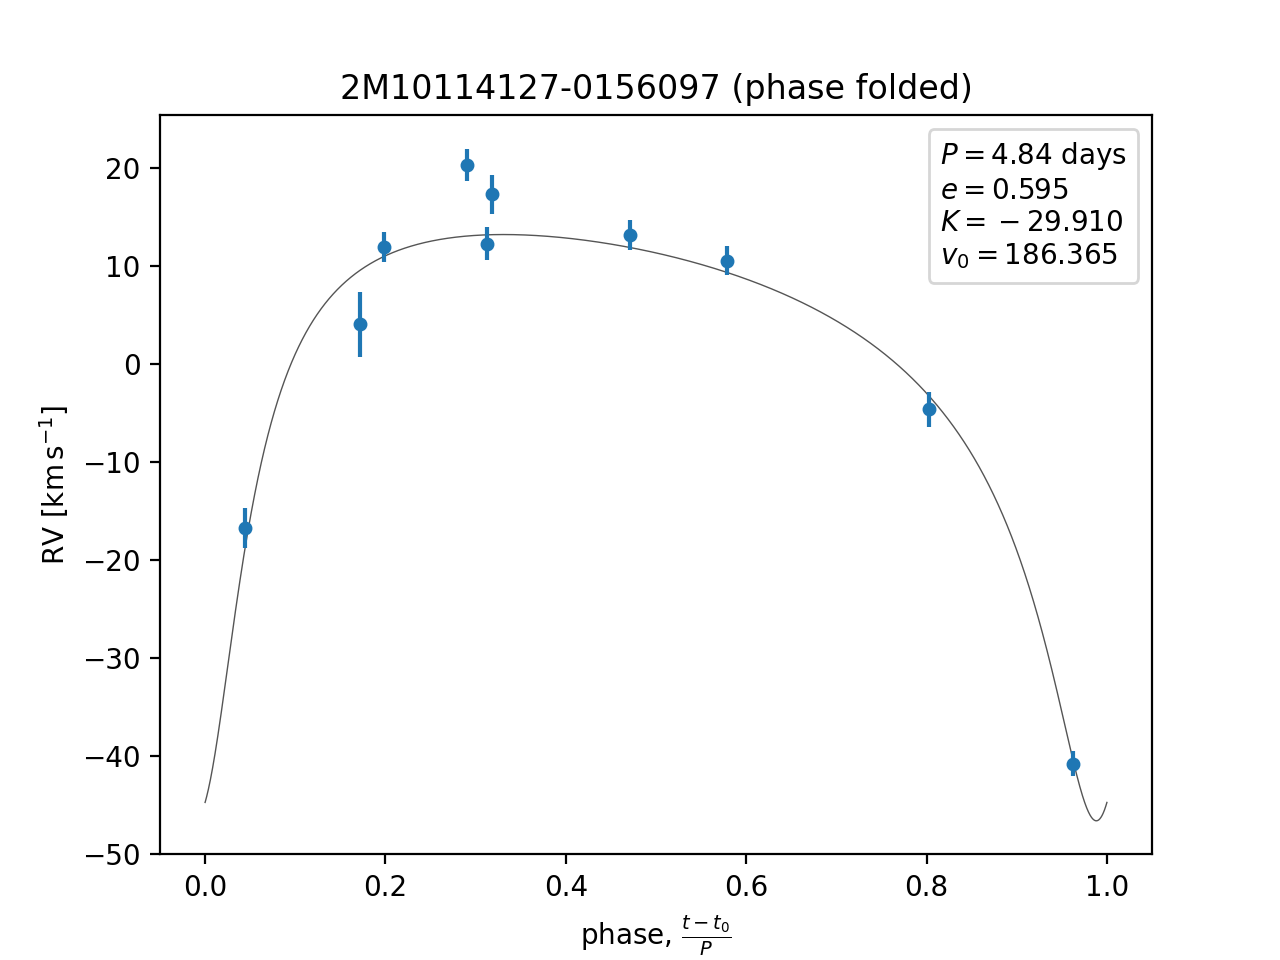 2M10114127-0156097 (phase folded)
P = 4.84 days
e = 0.595
K = −29.910
v₀ = 186.365
RV [km s⁻¹]
20
10
0
−10
−20
−30
−40
−50
0.0 0.2 0.4 0.6 0.8 1.0
phase, (t − t₀)/P